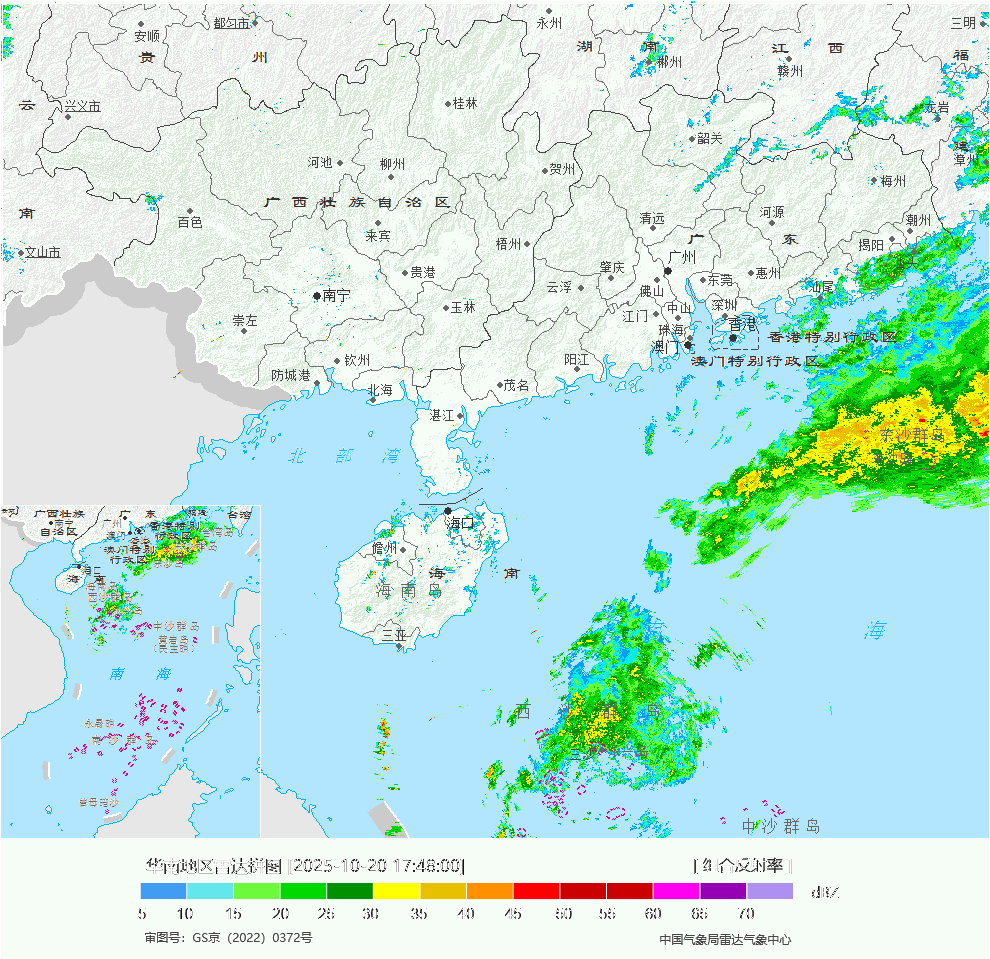 永州
三明
都匀市
安顺
贵 州
湖 南
江 西
福
郴州
赣州
云
兴义市
桂林
龙岩
韶关
建
漳州
河池
柳州
贺州
梅州
广西壮族自治区
南
百色
来宾
清远
河源
潮州
梧州
广 东
揭阳
文山市
广州
贵港
肇庆
惠州
东莞
南宁
云浮
佛山
汕尾
玉林
中山
深圳
崇左
江门
珠海
香港
香港特别行政区
澳门
钦州
阳江
澳门特别行政区
防城港
北海
茂名
湛江
东沙群岛
北 部 湾
海口
儋州
海 南
海南岛
三亚
海
西
中沙群岛
广西壮族
自治区
广 东
台湾
南宁
广州
香港特别
行政区
澳门特别
行政区
海口
海 南
中沙群岛
黄岩岛
南 海
永暑礁
南沙群岛
曾母暗沙
华南地区雷达拼图 [2025-10-20 17:48:00]
[组合反射率]
dBZ
5 10 15 20 25 30 35 40 45 50 55 60 65 70
审图号：GS京（2022）0372号
中国气象局雷达气象中心